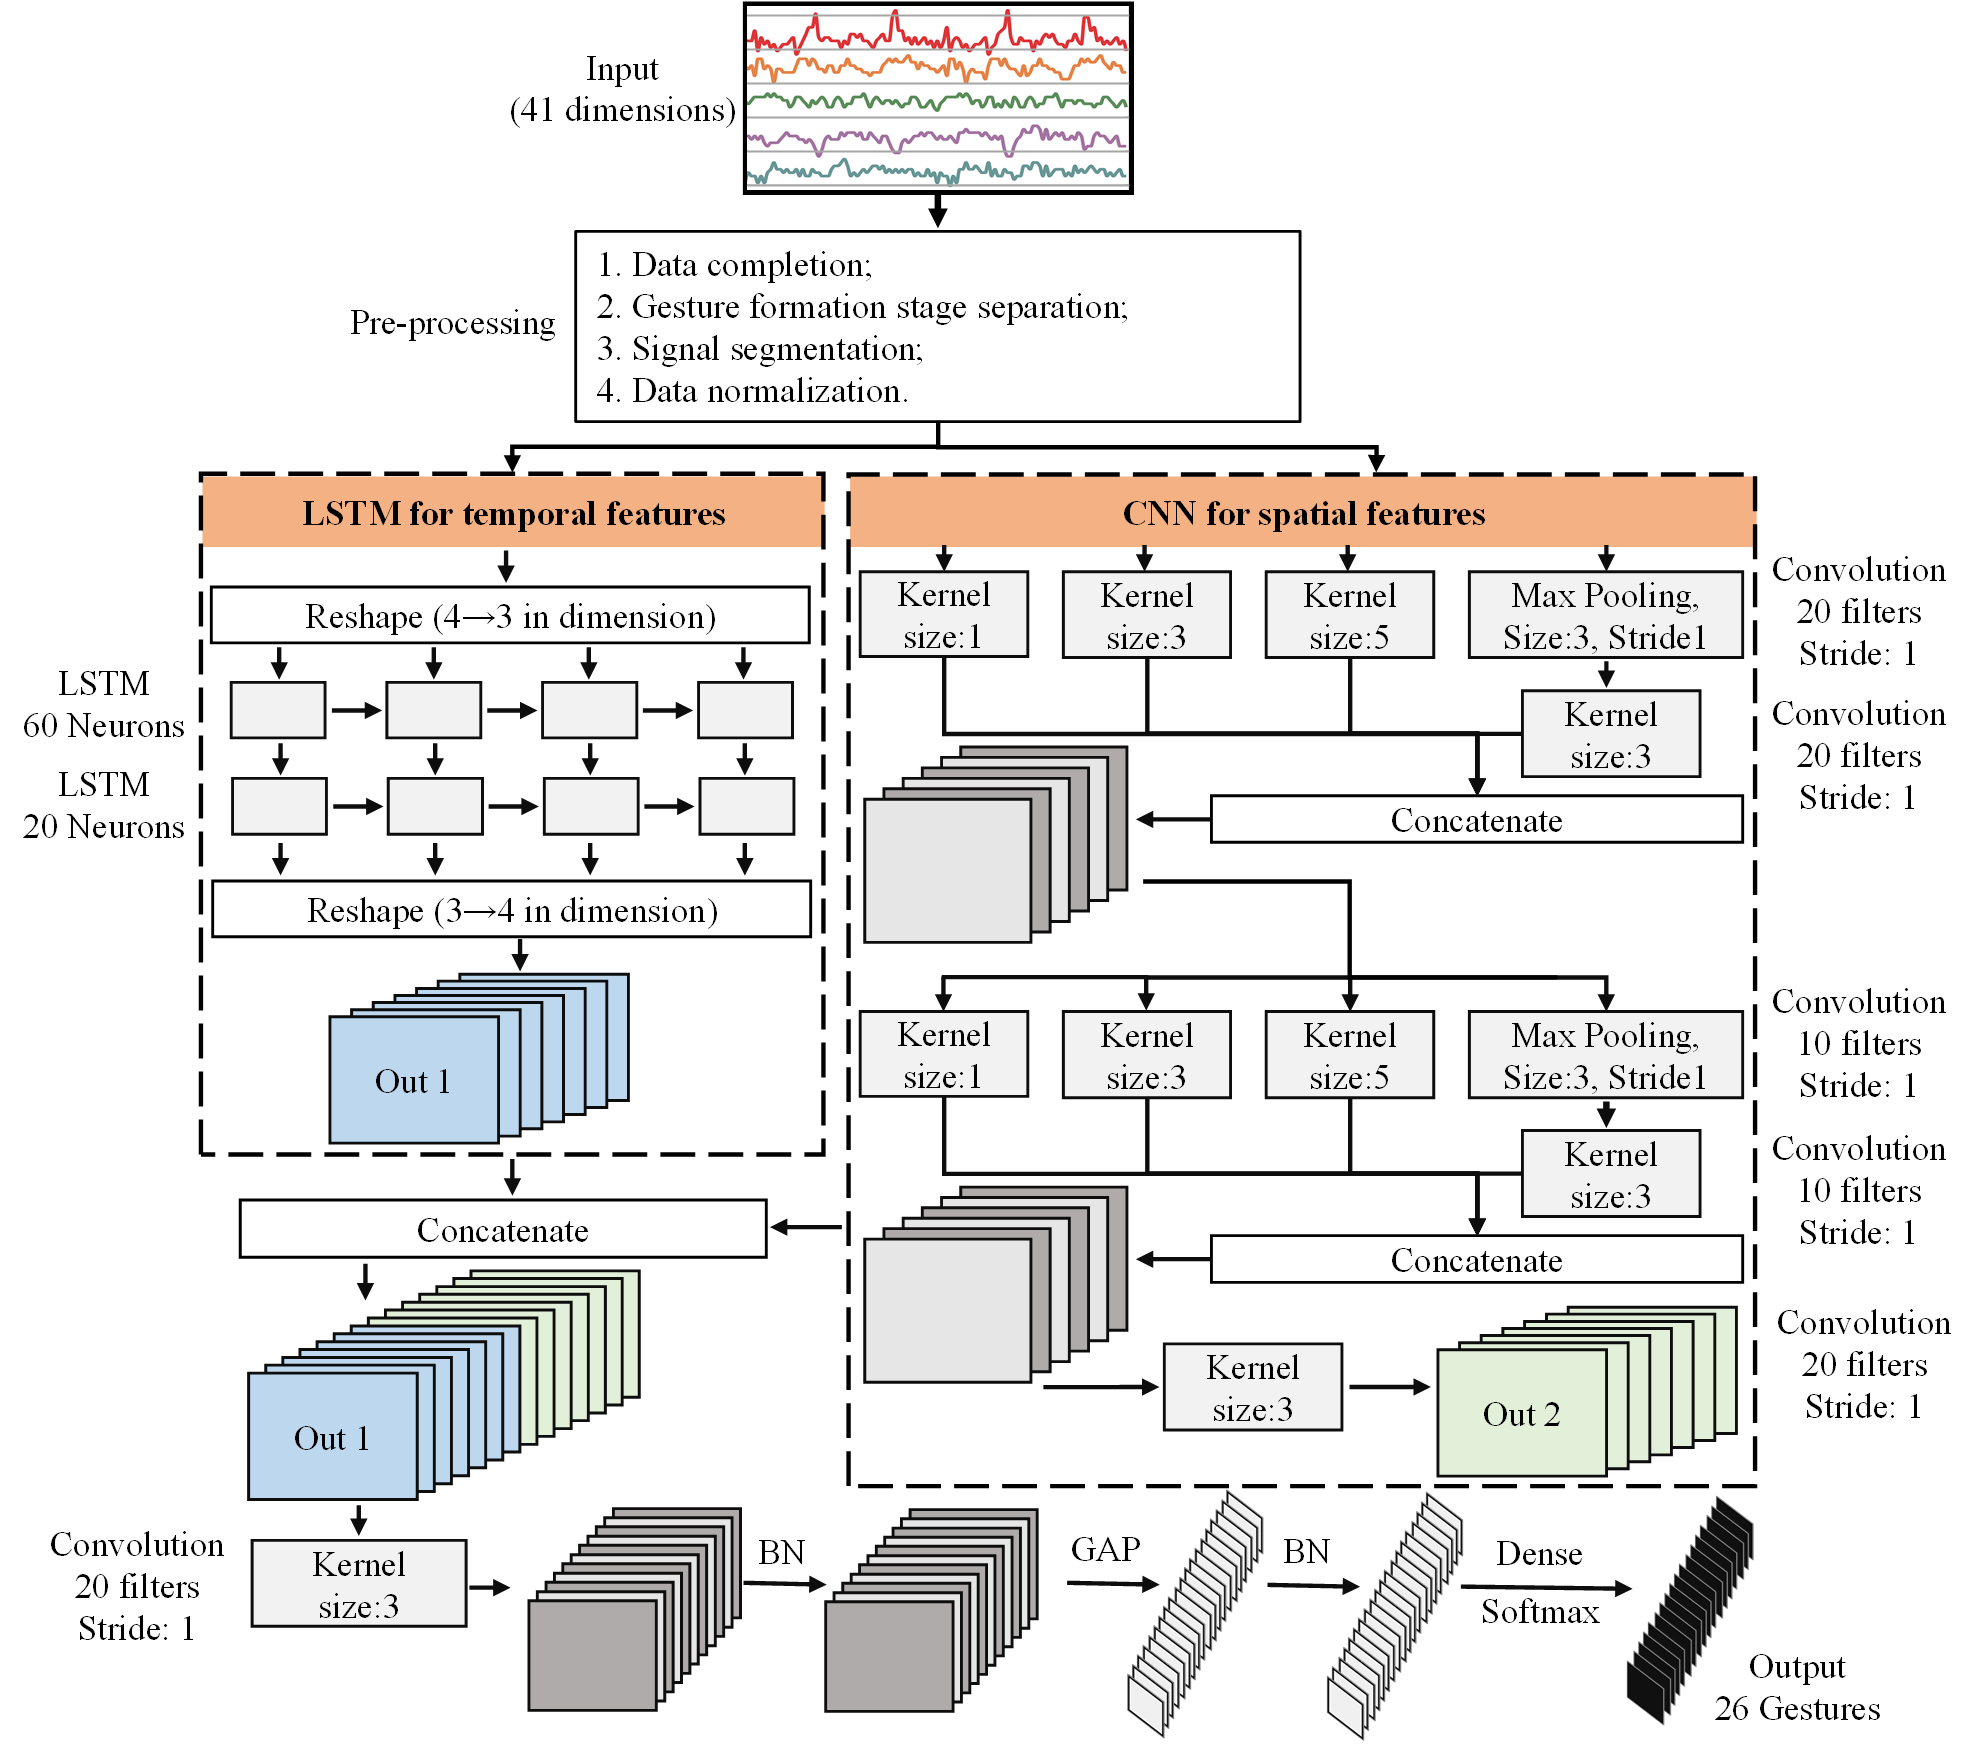 Input
(41 dimensions)
Pre-processing
1. Data completion;
2. Gesture formation stage separation;
3. Signal segmentation;
4. Data normalization.
LSTM for temporal features
Reshape (4→3 in dimension)
LSTM
60 Neurons
LSTM
20 Neurons
Reshape (3→4 in dimension)
Out 1
CNN for spatial features
Kernel
size:1
Kernel
size:3
Kernel
size:5
Max Pooling,
Size:3, Stride1
Convolution
20 filters
Stride: 1
Kernel
size:3
Convolution
20 filters
Stride: 1
Concatenate
Kernel
size:1
Kernel
size:3
Kernel
size:5
Max Pooling,
Size:3, Stride1
Convolution
10 filters
Stride: 1
Kernel
size:3
Convolution
10 filters
Stride: 1
Concatenate
Kernel
size:3
Out 2
Convolution
20 filters
Stride: 1
Concatenate
Out 1
Convolution
20 filters
Stride: 1
Kernel
size:3
BN
GAP
BN
Dense
Softmax
Output
26 Gestures